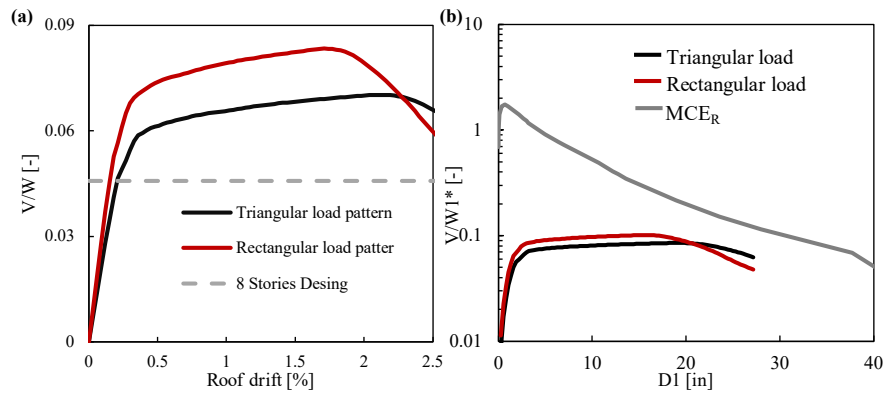 (a)
0.09
0.06
0.03
0
V/W [-]
Triangular load pattern
Rectangular load patter
8 Stories Desing
0
0.5
1
1.5
2
2.5
Roof drift [%]
(b)
10
1
0.1
0.01
V/W1* [-]
Triangular load
Rectangular load
MCER
0
10
20
30
40
D1 [in]